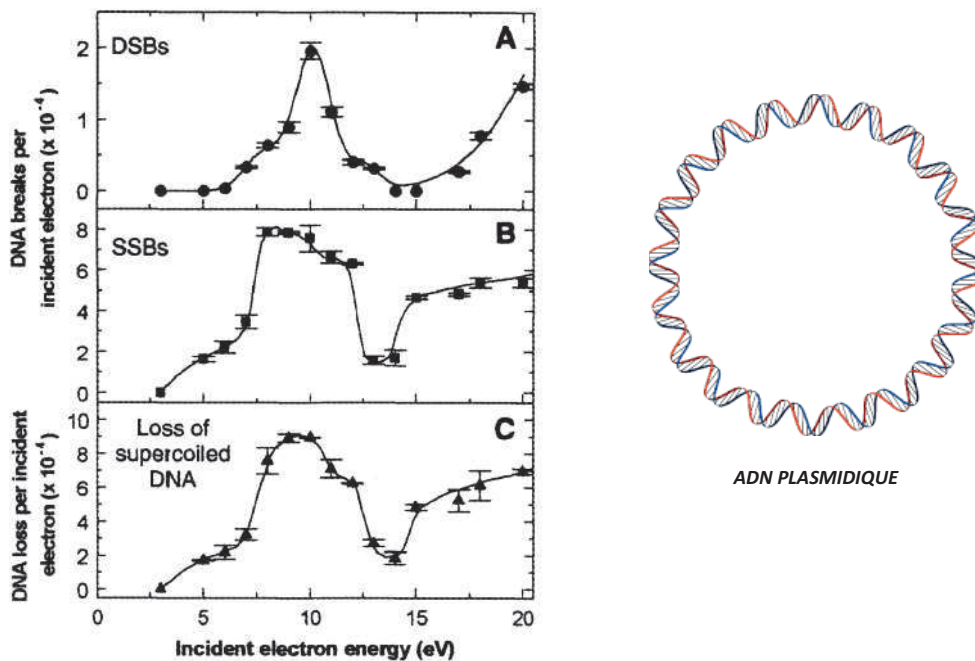 DNA breaks per
incident electron (x 10⁻⁴)
DSBs
A
2
1
0
SSBs
B
8
6
4
2
0
DNA loss per incident
electron (x 10⁻⁴)
Loss of
supercoiled
DNA
C
10
8
6
4
2
0
0
5
10
15
20
Incident electron energy (eV)
ADN PLASMIDIQUE